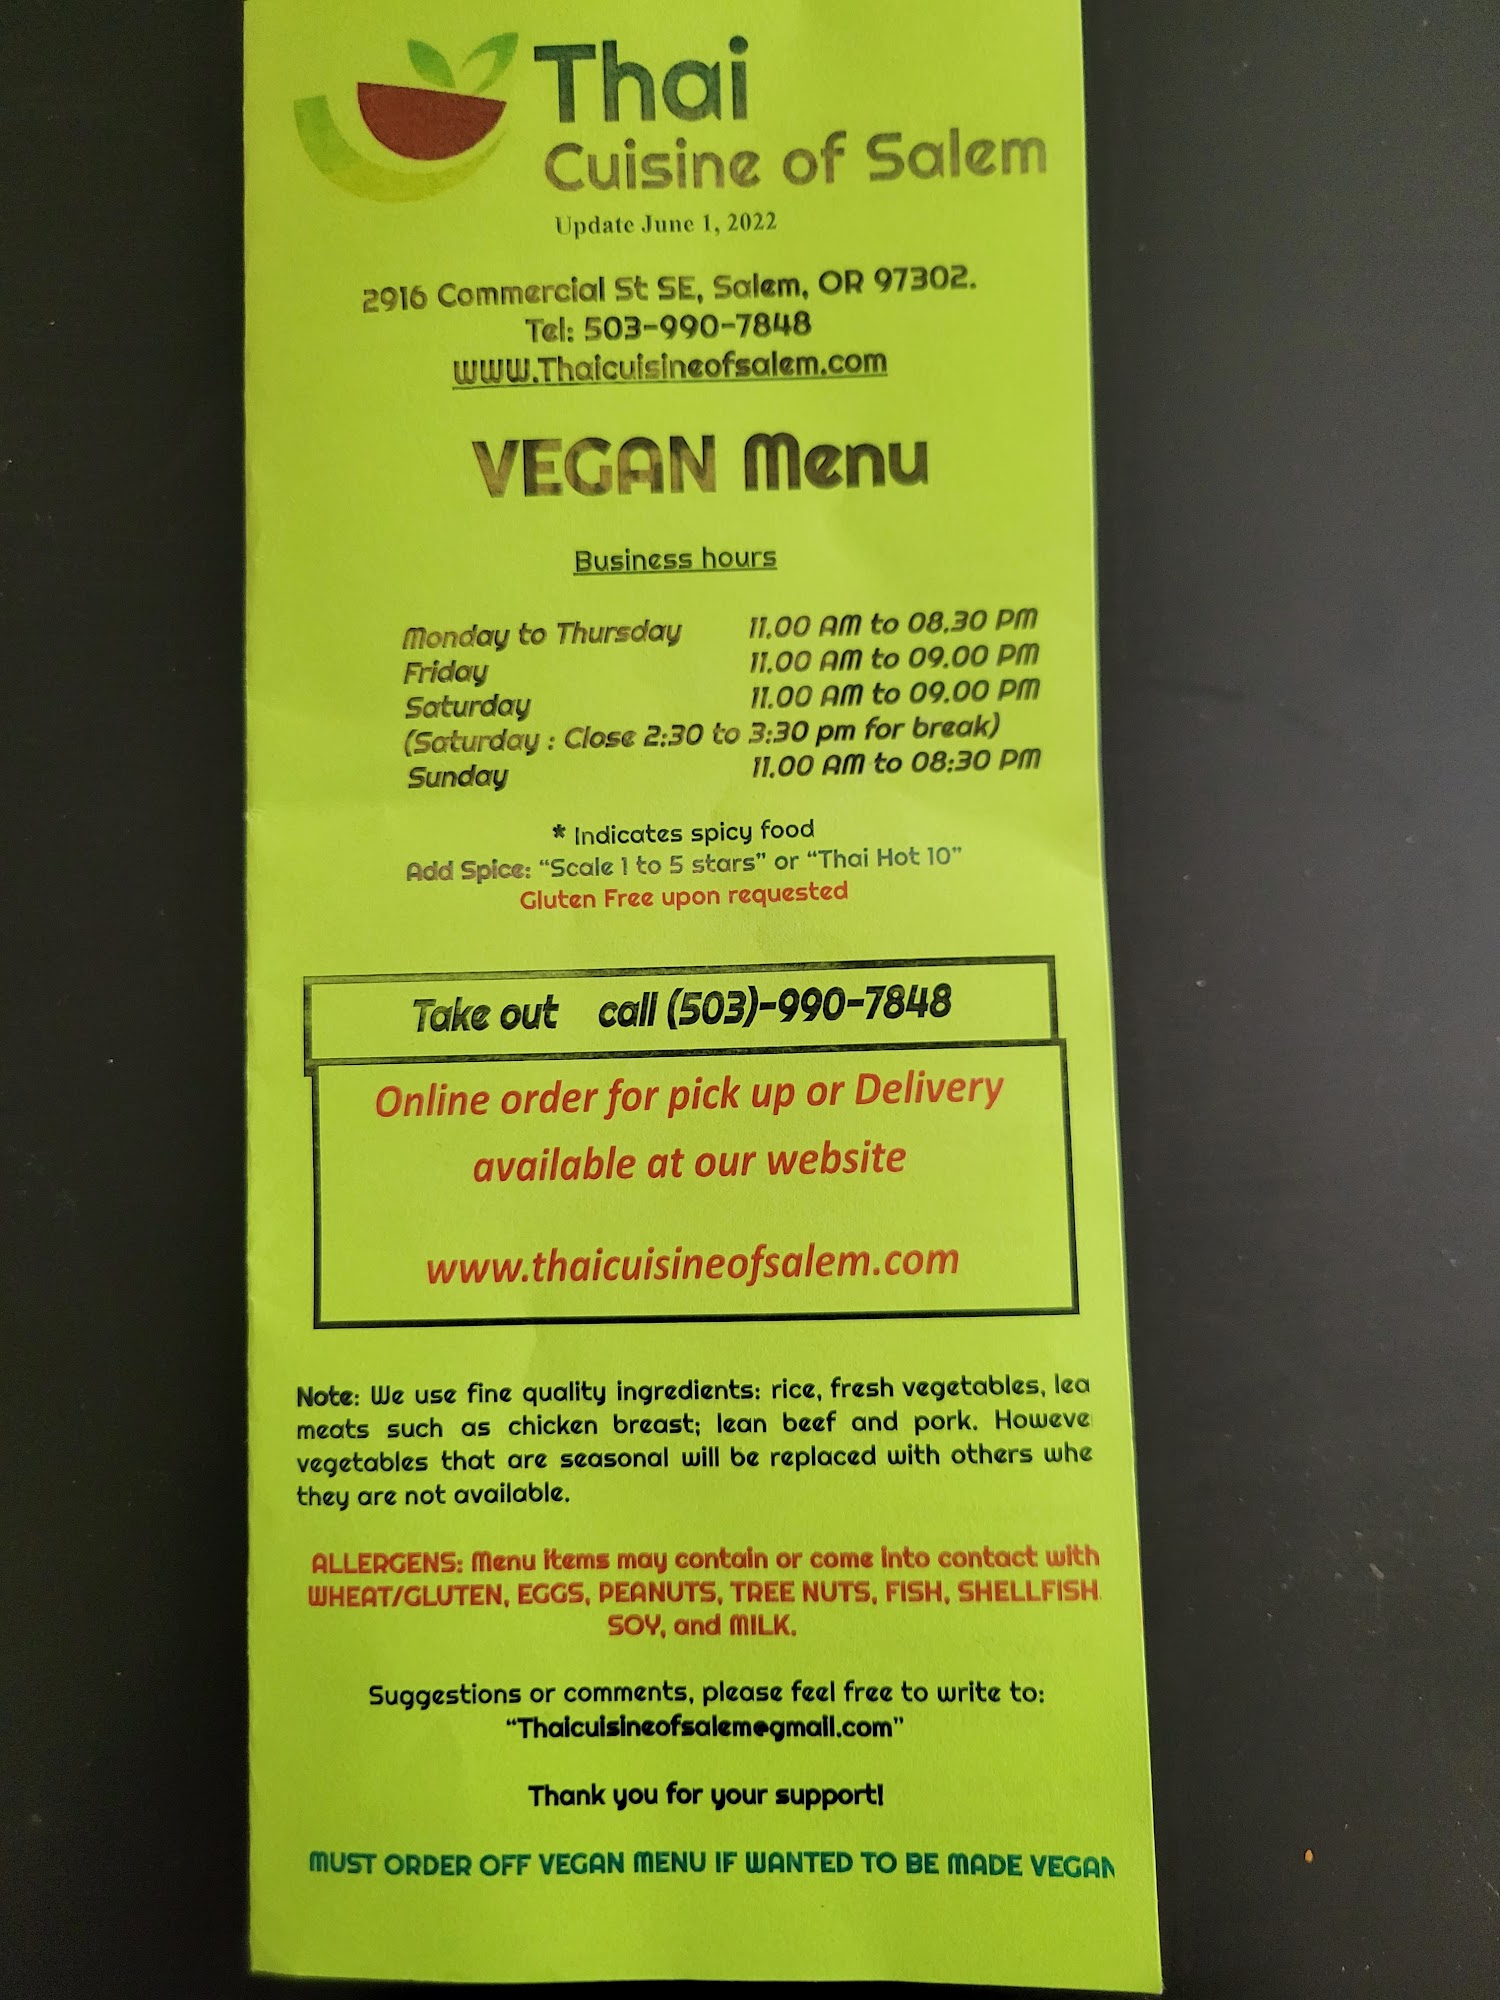 Thai
Cuisine of Salem
Update June 1, 2022
2916 Commercial St SE, Salem, OR 97302.
Tel: 503-990-7848
WWW.Thaicuisineofsalem.com
VEGAN Menu
Business hours
Monday to Thursday 11.00 AM to 08.30 PM
Friday 11.00 AM to 09.00 PM
Saturday 11.00 AM to 09.00 PM
(Saturday : Close 2:30 to 3:30 pm for break)
Sunday 11.00 AM to 08:30 PM
* Indicates spicy food
Add Spice: “Scale 1 to 5 stars” or “Thai Hot 10”
Gluten Free upon requested
Take out call (503)-990-7848
Online order for pick up or Delivery
available at our website
www.thaicuisineofsalem.com
Note: We use fine quality ingredients: rice, fresh vegetables, lea
meats such as chicken breast; lean beef and pork. Howeve
vegetables that are seasonal will be replaced with others whe
they are not available.
ALLERGENS: Menu items may contain or come into contact with
WHEAT/GLUTEN, EGGS, PEANUTS, TREE NUTS, FISH, SHELLFISH
SOY, and MILK.
Suggestions or comments, please feel free to write to:
“Thaicuisineofsalem@gmail.com”
Thank you for your support!
MUST ORDER OFF VEGAN MENU IF WANTED TO BE MADE VEGAN